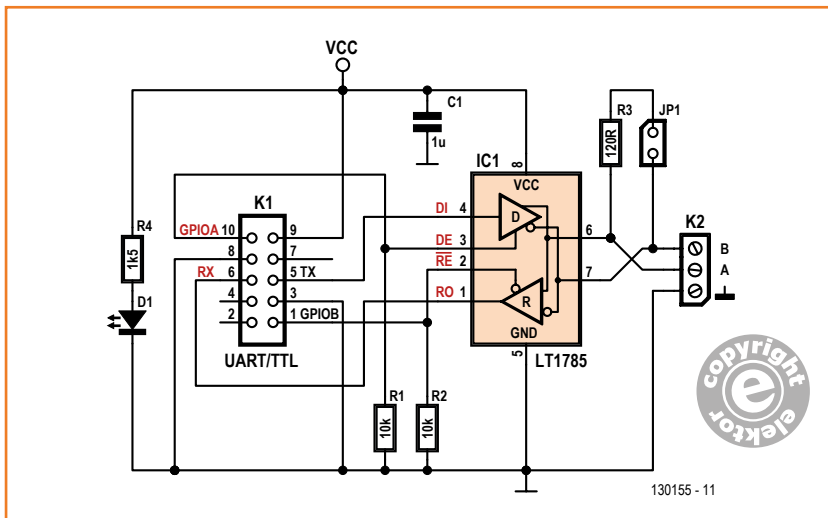 VCC
C1
1u
R3
120R
JP1
IC1
8
VCC
K1
R4
1k5
D1
GPIOA 10
9
8
7
RX 6
5 TX
4
3
2
1 GPIOB
UART/TTL
DI 4
D
DE 3
RE 2
RO 1
R
GND
5
LT1785
6
7
K2
B
A
R1
10k
R2
10k
copyright
e
elektor
130155 - 11